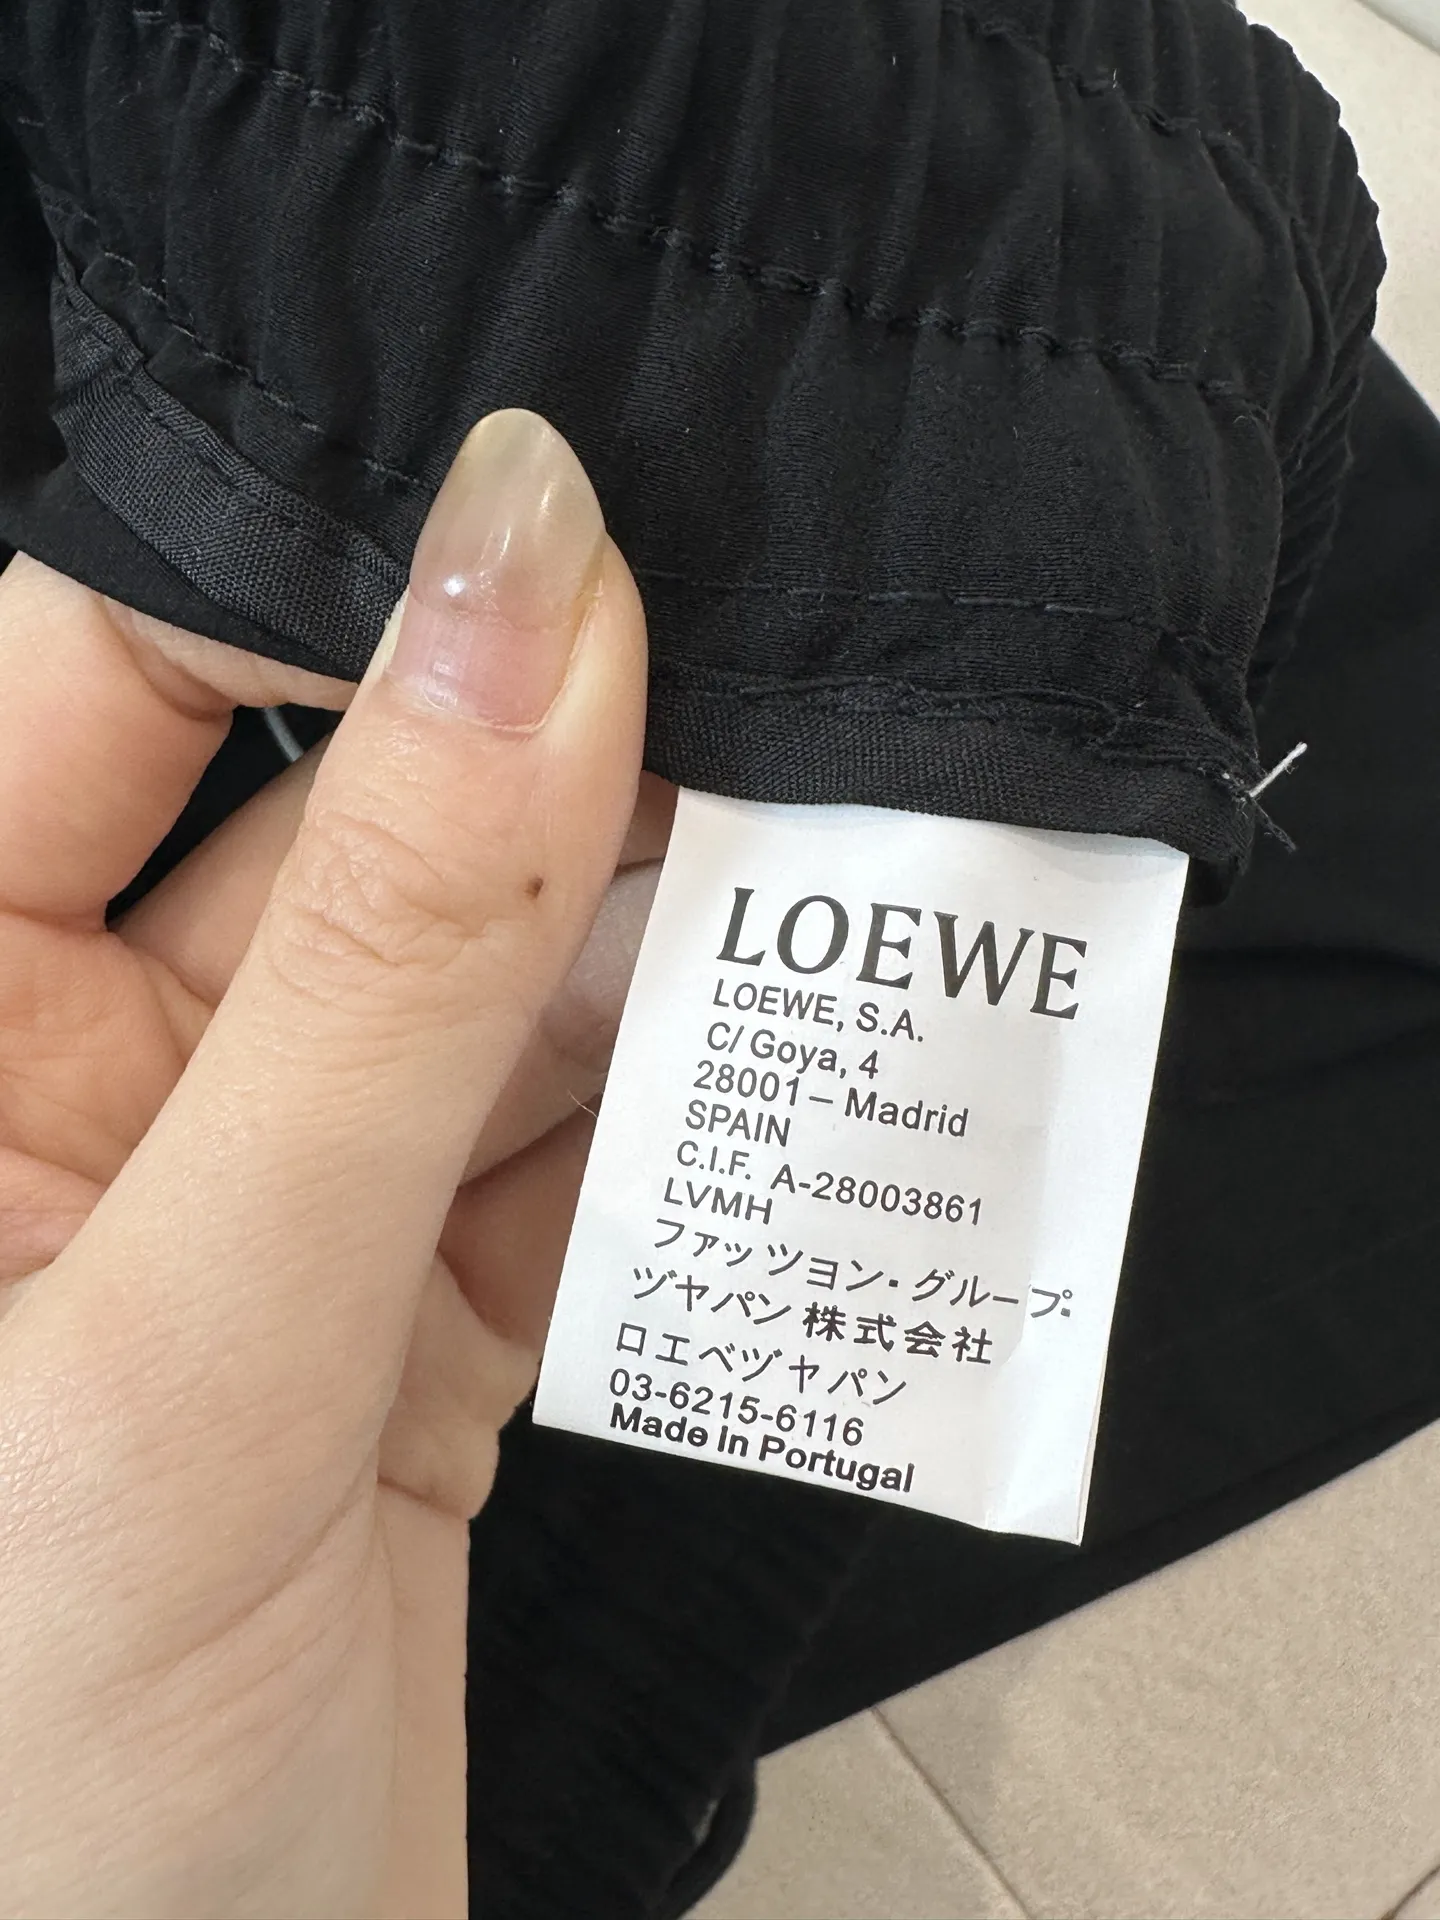 LOEWE
LOEWE, S.A.
C/ Goya, 4
28001 – Madrid
SPAIN
C.I.F. A-28003861
LVMH
ファッツヨン・グループ・
ヅヤパン 株式会社
ロエベヅヤパン
03-6215-6116
Made in Portugal